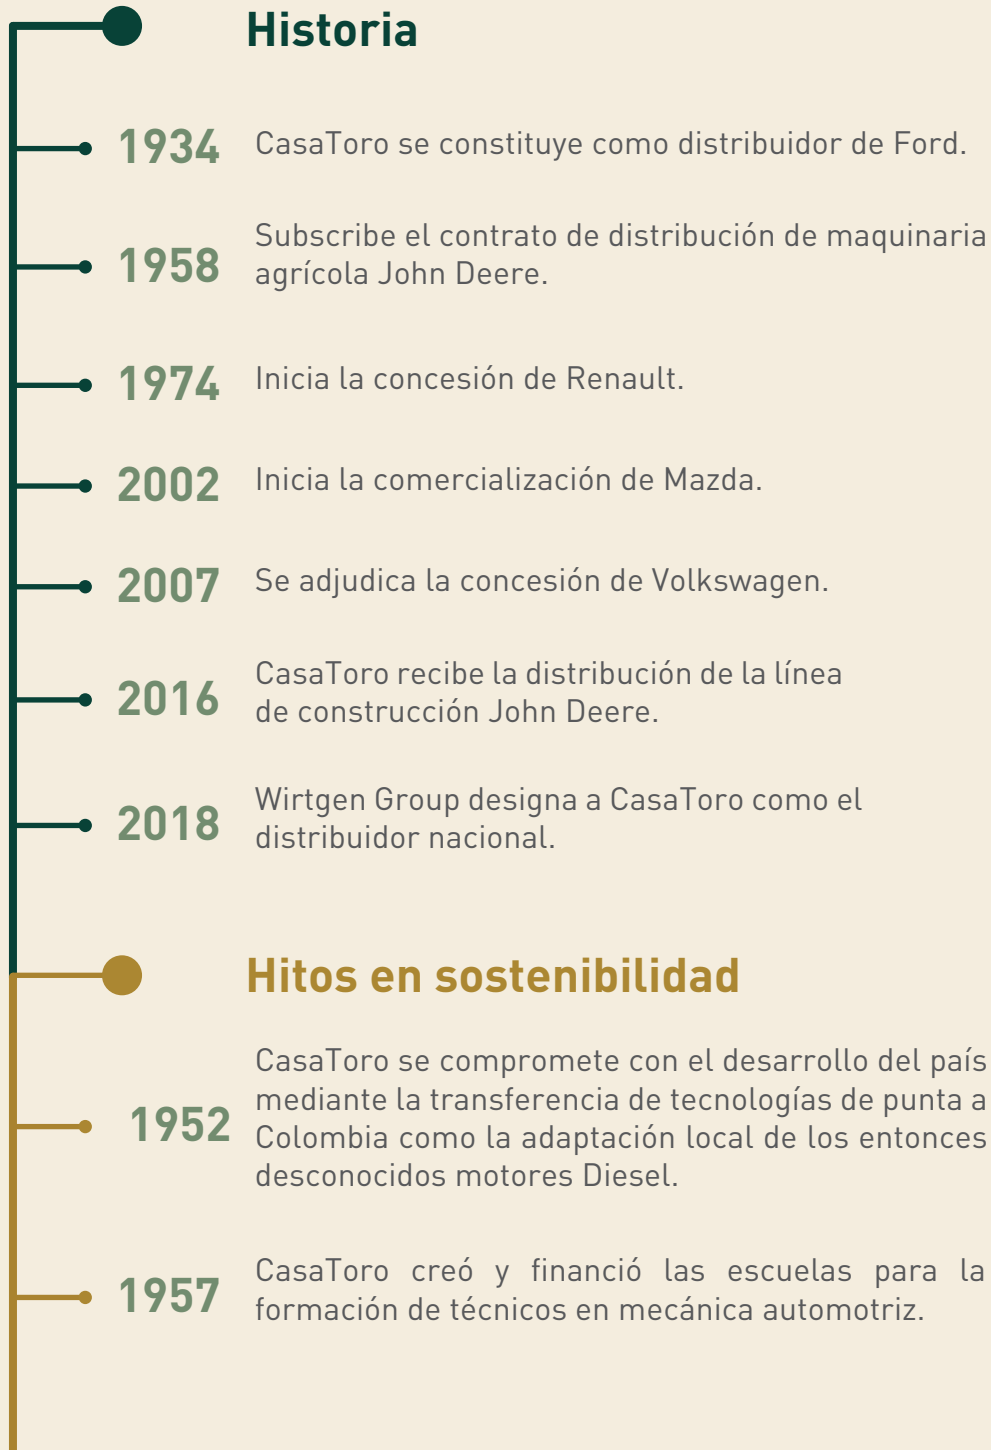 Historia
1934
CasaToro se constituye como distribuidor de Ford.
1958
Subscribe el contrato de distribución de maquinaria
agrícola John Deere.
1974
Inicia la concesión de Renault.
2002
Inicia la comercialización de Mazda.
2007
Se adjudica la concesión de Volkswagen.
2016
CasaToro recibe la distribución de la línea
de construcción John Deere.
2018
Wirtgen Group designa a CasaToro como el
distribuidor nacional.
Hitos en sostenibilidad
1952
CasaToro se compromete con el desarrollo del país
mediante la transferencia de tecnologías de punta a
Colombia como la adaptación local de los entonces
desconocidos motores Diesel.
1957
CasaToro creó y financió las escuelas para la
formación de técnicos en mecánica automotriz.